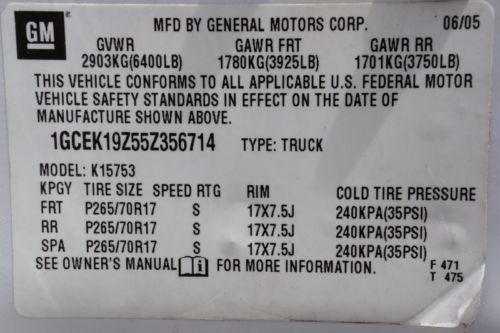 GM
MFD BY GENERAL MOTORS CORP. 06/05
GVWR GAWR FRT GAWR RR
2903KG(6400LB) 1780KG(3925LB) 1701KG(3750LB)
THIS VEHICLE CONFORMS TO ALL APPLICABLE U.S. FEDERAL MOTOR
VEHICLE SAFETY STANDARDS IN EFFECT ON THE DATE OF
MANUFACTURE SHOWN ABOVE.
1GCEK19Z55Z356714 TYPE: TRUCK
MODEL: K15753
KPGY TIRE SIZE SPEED RTG RIM COLD TIRE PRESSURE
FRT P265/70R17 S 17X7.5J 240KPA(35PSI)
RR P265/70R17 S 17X7.5J 240KPA(35PSI)
SPA P265/70R17 S 17X7.5J 240KPA(35PSI)
SEE OWNER'S MANUAL i FOR MORE INFORMATION. F 471
T 475